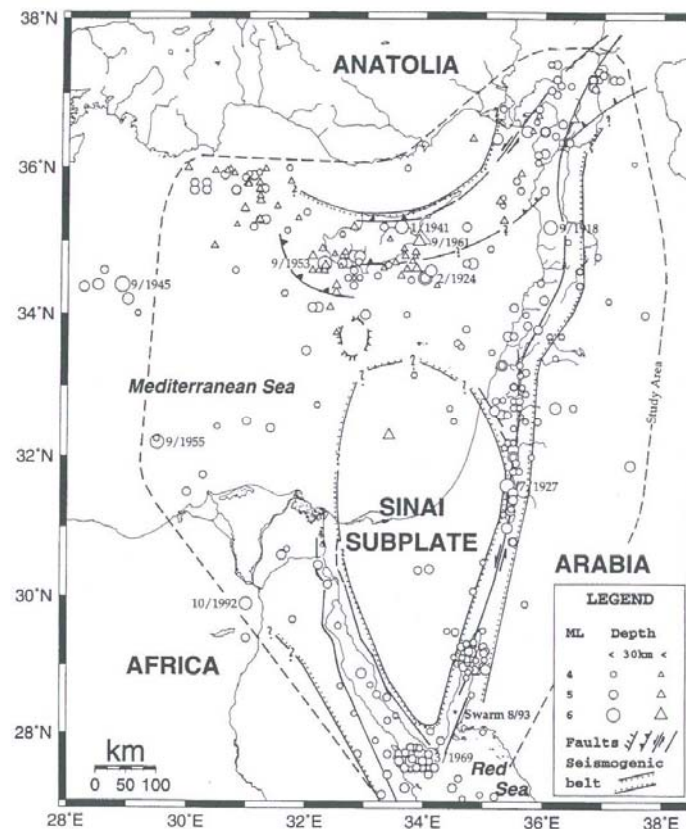 38°N
36°N
34°N
32°N
30°N
28°N
28°E
30°E
32°E
34°E
36°E
38°E
ANATOLIA
1/1941
9/1961
9/1918
9/1953
2/1924
9/1945
Mediterranean Sea
Study Area
9/1955
7/1927
SINAI
SUBPLATE
ARABIA
10/1992
AFRICA
Swarm 8/93
3/1969
Red
Sea
km
0 50 100
LEGEND
ML Depth
< 30km <
4
5
6
Faults
Seismogenic
belt